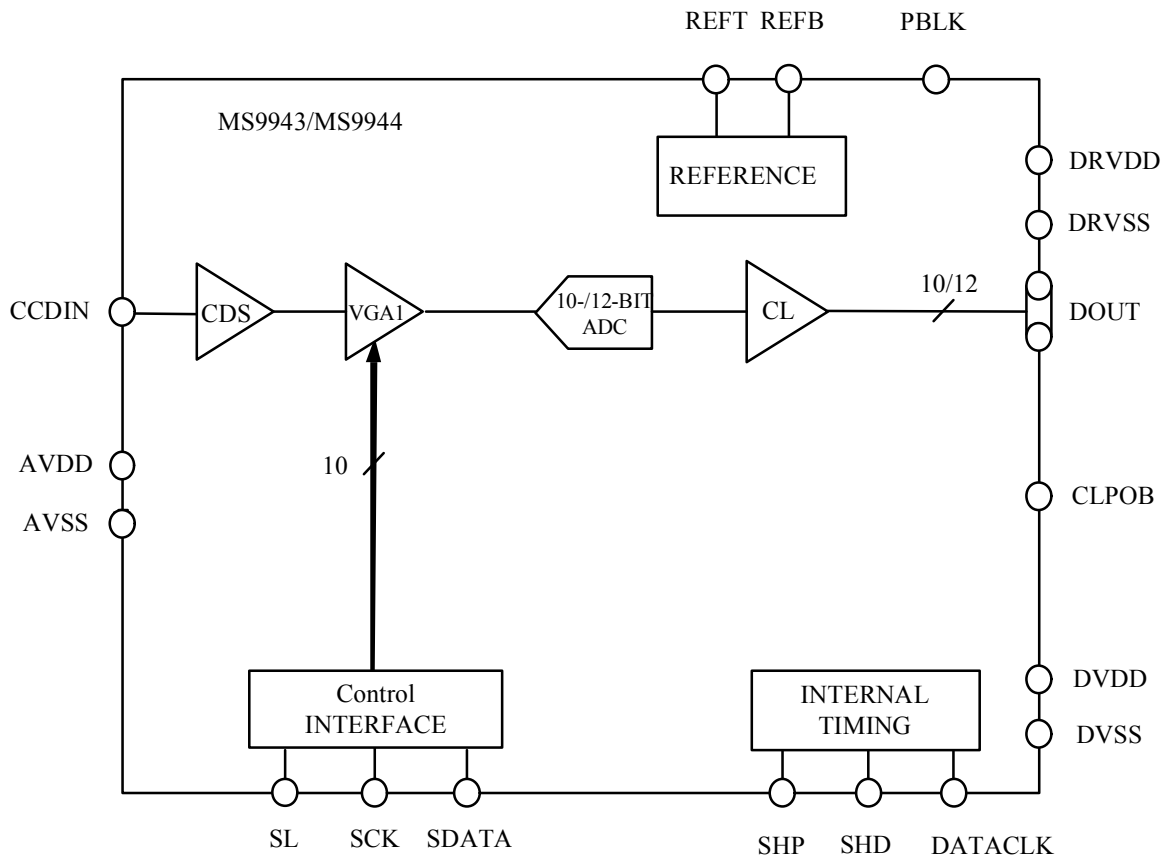 REFT REFB PBLK
MS9943/MS9944
REFERENCE
DRVDD
DRVSS
CCDIN
CDS
VGA1
10-/12-BIT
ADC
CL
10/12
DOUT
AVDD
10
AVSS
CLPOB
Control
INTERFACE
INTERNAL
TIMING
DVDD
DVSS
SL SCK SDATA SHP SHD DATACLK